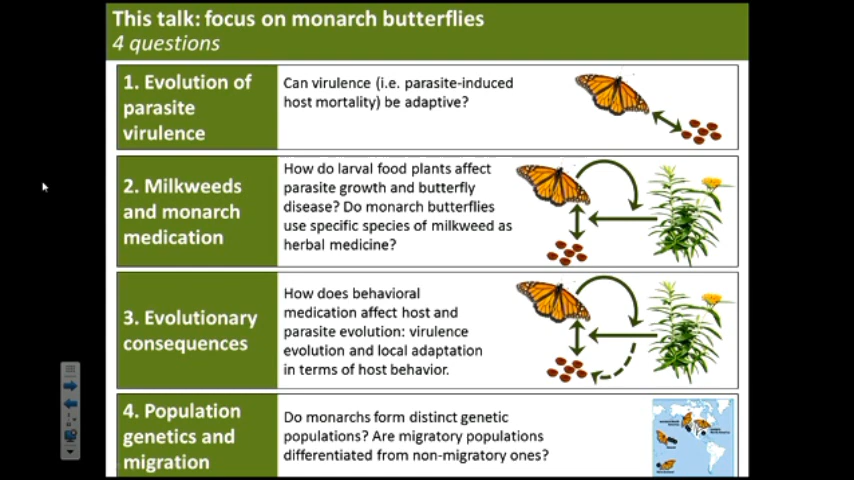 This talk: focus on monarch butterflies
4 questions
1. Evolution of
parasite
virulence
Can virulence (i.e. parasite-induced
host mortality) be adaptive?
2. Milkweeds
and monarch
medication
How do larval food plants affect
parasite growth and butterfly
disease? Do monarch butterflies
use specific species of milkweed as
herbal medicine?
3. Evolutionary
consequences
How does behavioral
medication affect host and
parasite evolution: virulence
evolution and local adaptation
in terms of host behavior.
4. Population
genetics and
migration
Do monarchs form distinct genetic
populations? Are migratory populations
differentiated from non-migratory ones?